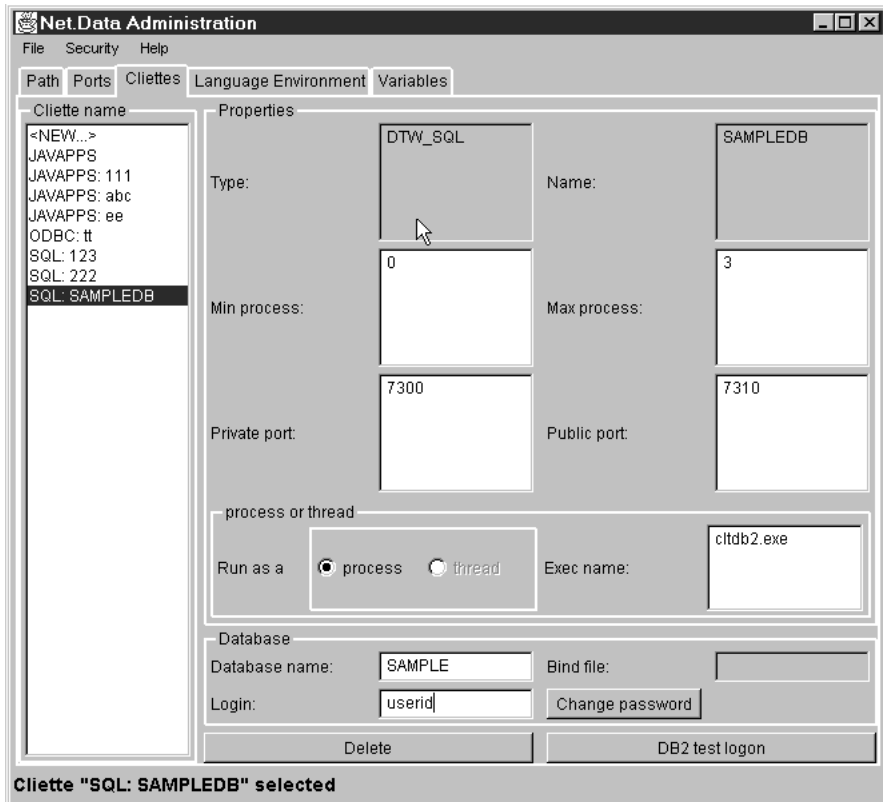 Net.Data Administration
File Security Help
Path Ports Cliettes Language Environment Variables
Cliette name
<NEW...>
JAVAPPS
JAVAPPS: 111
JAVAPPS: abc
JAVAPPS: ee
ODBC: tt
SQL: 123
SQL: 222
SQL: SAMPLEDB
Properties
Type: DTW_SQL Name: SAMPLEDB
Min process: 0 Max process: 3
Private port: 7300 Public port: 7310
process or thread
Run as a process thread Exec name: cltdb2.exe
Database
Database name: SAMPLE Bind file:
Login: userid Change password
Delete DB2 test logon
Cliette "SQL: SAMPLEDB" selected